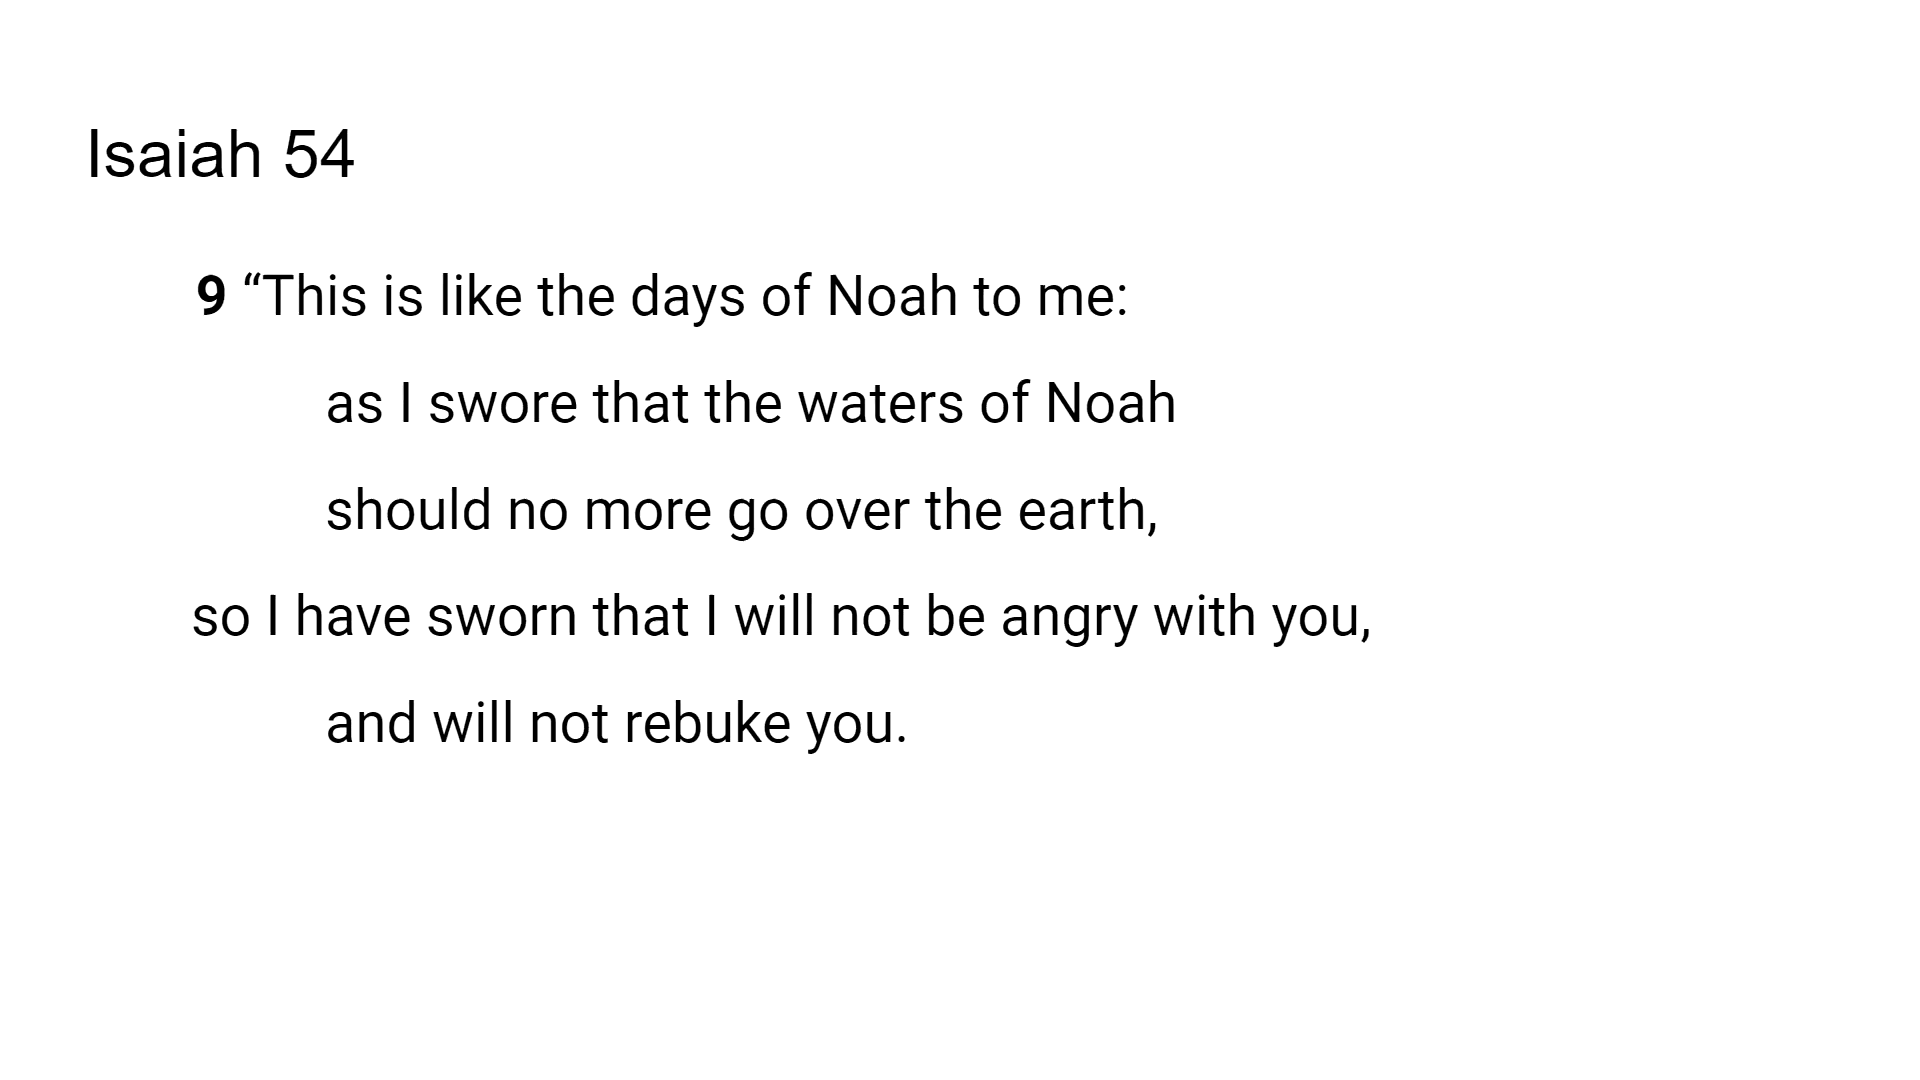 Isaiah 54
9 “This is like the days of Noah to me:
as I swore that the waters of Noah
should no more go over the earth,
so I have sworn that I will not be angry with you,
and will not rebuke you.